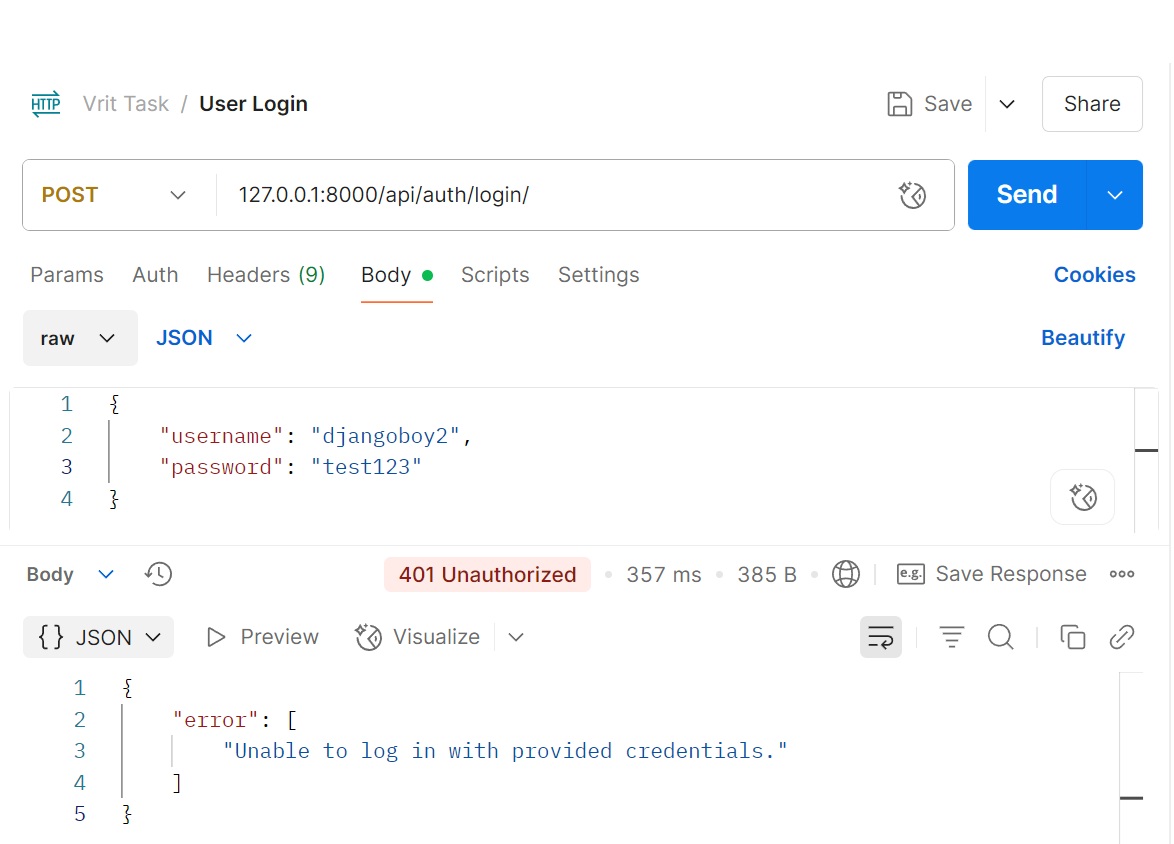 HTTP Vrit Task / User Login Save Share
POST 127.0.0.1:8000/api/auth/login/ Send
Params Auth Headers (9) Body Scripts Settings Cookies
raw JSON Beautify
1 {
2 "username": "djangoboy2",
3 "password": "test123"
4 }
Body 401 Unauthorized • 357 ms • 385 B • e.g. Save Response
{} JSON Preview Visualize
1 {
2 "error": [
3 "Unable to log in with provided credentials."
4 ]
5 }